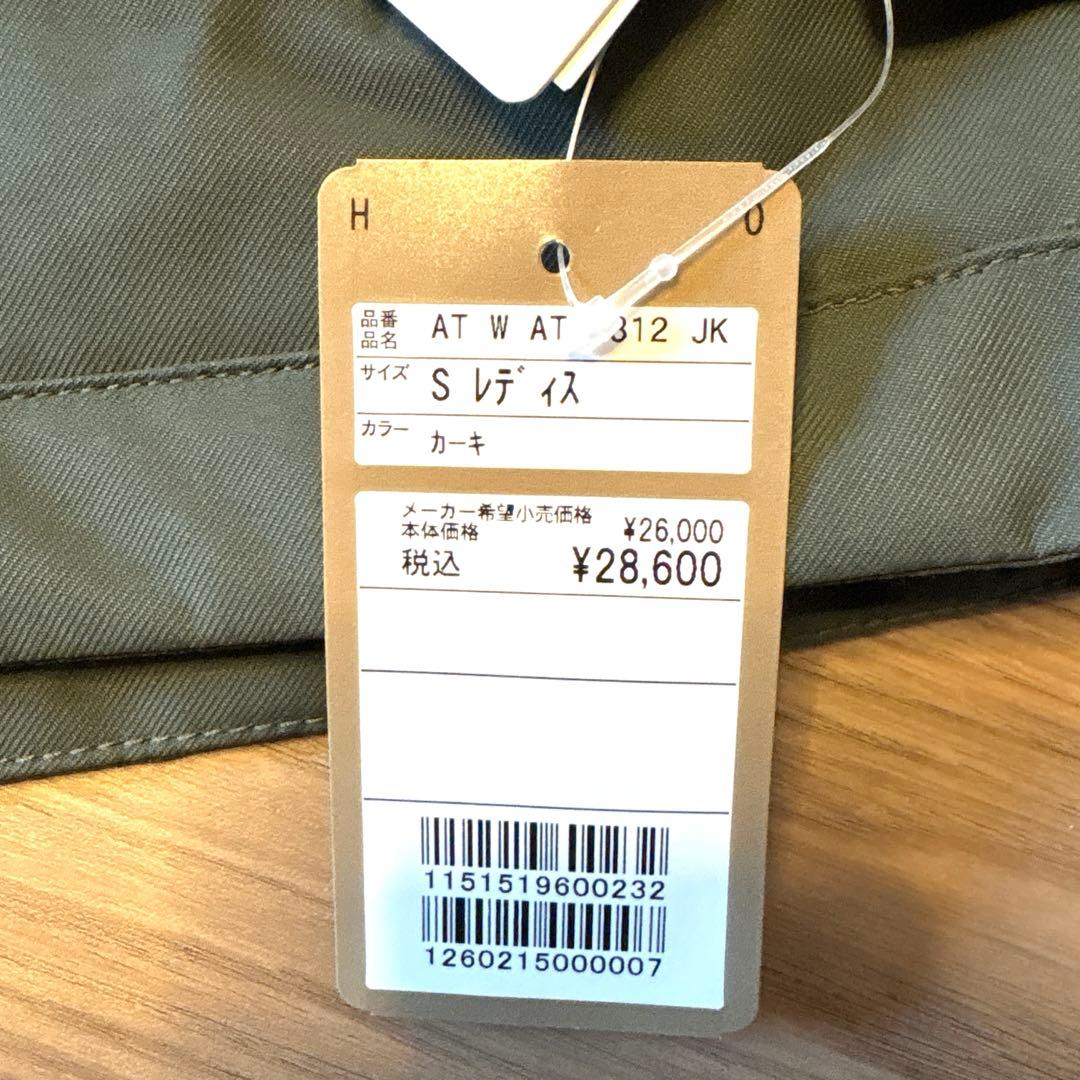 H O
品番 品名 AT W AT 312 JK
サイズ S レディス
カラー カーキ
メーカー希望小売価格
本体価格 ¥26,000
税込 ¥28,600
1151519600232
1260215000007